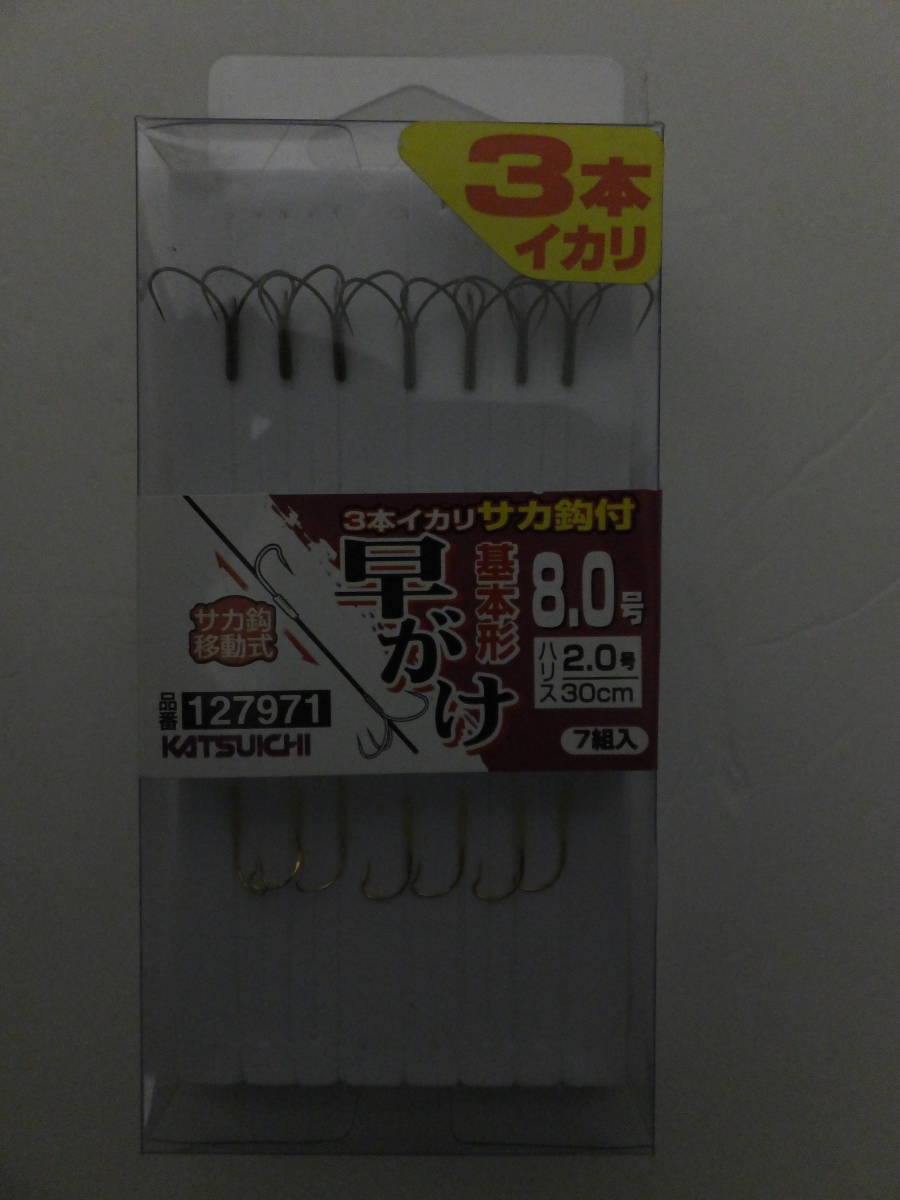 3本
イカリ
3本イカリサカ鈎付
早がけ
基本形
8.0号
ハリス
2.0号
30cm
7組入
サカ鈎
移動式
品番
127971
KATSUICHI